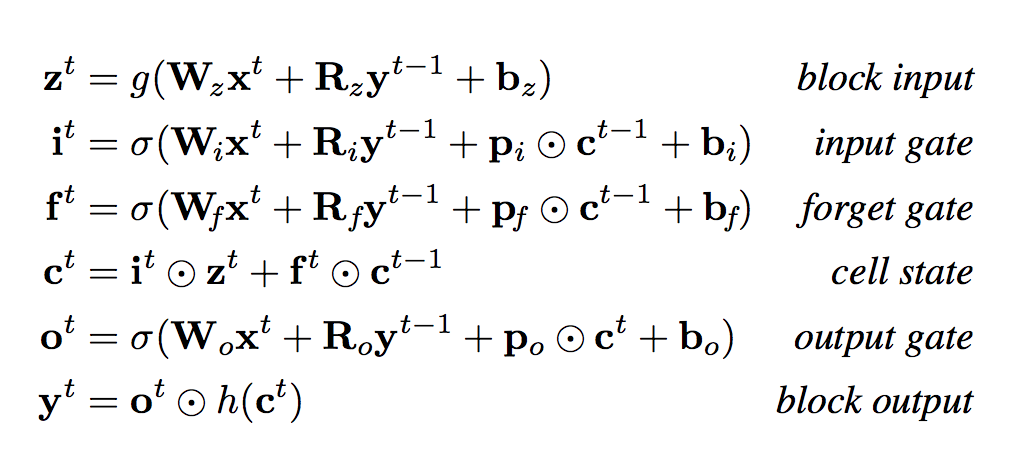 𝐳ᵗ = g(𝐖_z 𝐱ᵗ + 𝐑_z 𝐲ᵗ⁻¹ + 𝐛_z) block input
𝐢ᵗ = σ(𝐖_i 𝐱ᵗ + 𝐑_i 𝐲ᵗ⁻¹ + 𝐩_i ⊙ 𝐜ᵗ⁻¹ + 𝐛_i) input gate
𝐟ᵗ = σ(𝐖_f 𝐱ᵗ + 𝐑_f 𝐲ᵗ⁻¹ + 𝐩_f ⊙ 𝐜ᵗ⁻¹ + 𝐛_f) forget gate
𝐜ᵗ = 𝐢ᵗ ⊙ 𝐳ᵗ + 𝐟ᵗ ⊙ 𝐜ᵗ⁻¹ cell state
𝐨ᵗ = σ(𝐖_o 𝐱ᵗ + 𝐑_o 𝐲ᵗ⁻¹ + 𝐩_o ⊙ 𝐜ᵗ + 𝐛_o) output gate
𝐲ᵗ = 𝐨ᵗ ⊙ h(𝐜ᵗ) block output